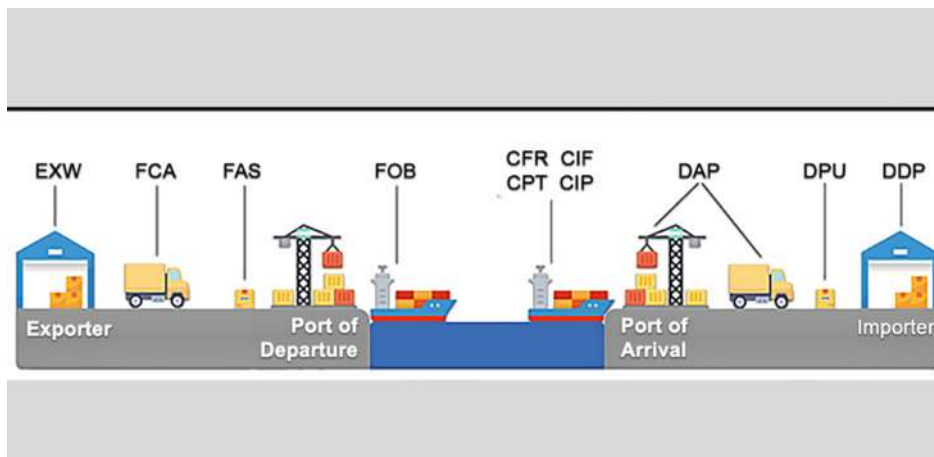 EXW FCA FAS FOB CFR CIF DAP DPU DDP
CPT CIP
Exporter Port of Port of Importer
Departure Arrival